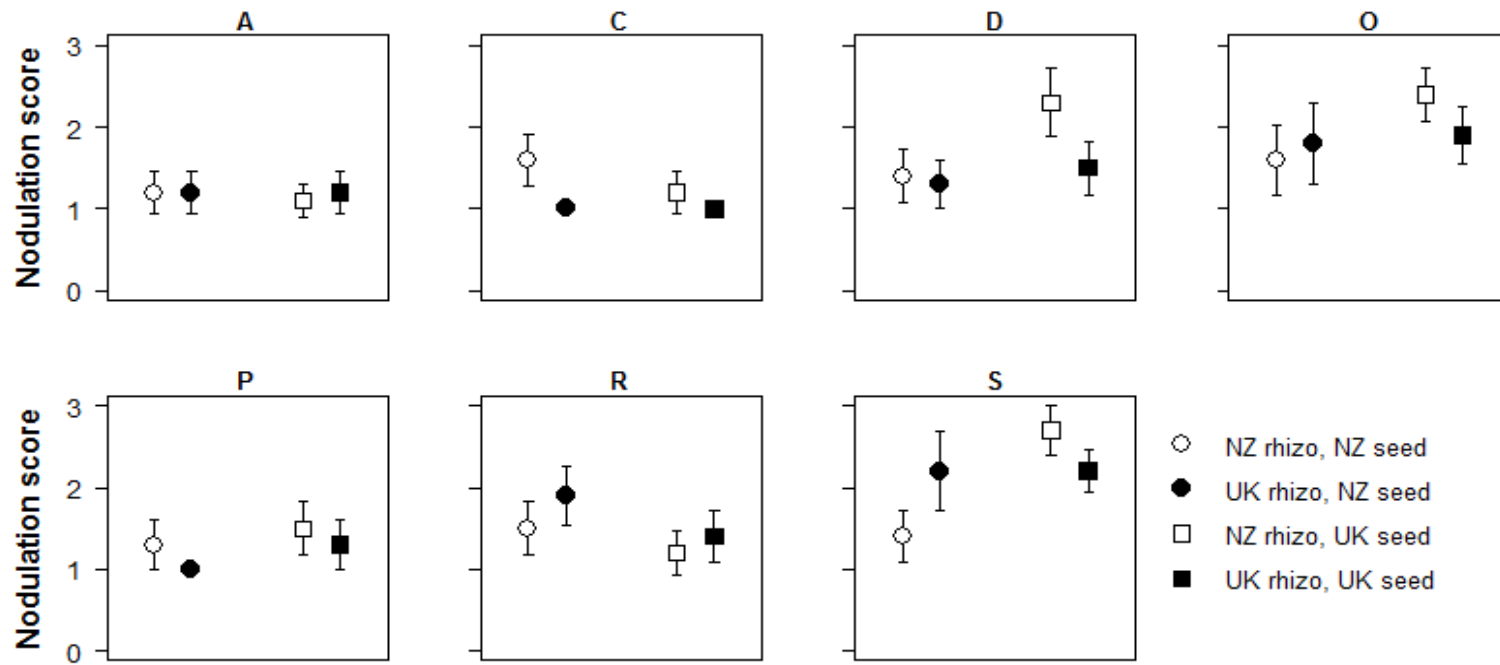 A C D O
Nodulation score
3
2
1
0
P R S
Nodulation score
3
2
1
0
NZ rhizo, NZ seed
UK rhizo, NZ seed
NZ rhizo, UK seed
UK rhizo, UK seed